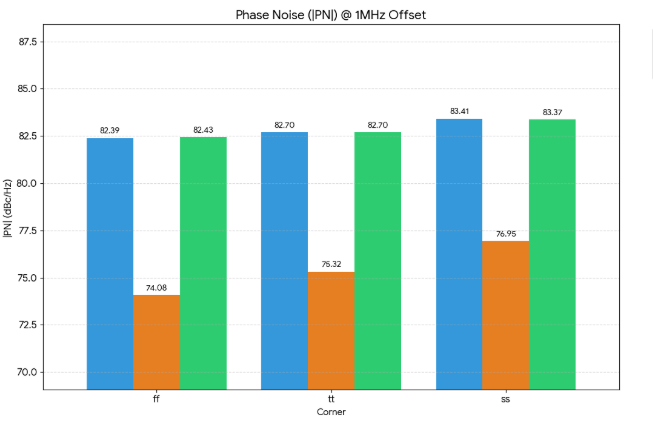 Phase Noise (|PN|) @ 1MHz Offset
|PN| (dBc/Hz)
87.5
85.0
82.5
80.0
77.5
75.0
72.5
70.0
82.39
74.08
82.43
82.70
75.32
82.70
83.41
76.95
83.37
ff
tt
ss
Corner